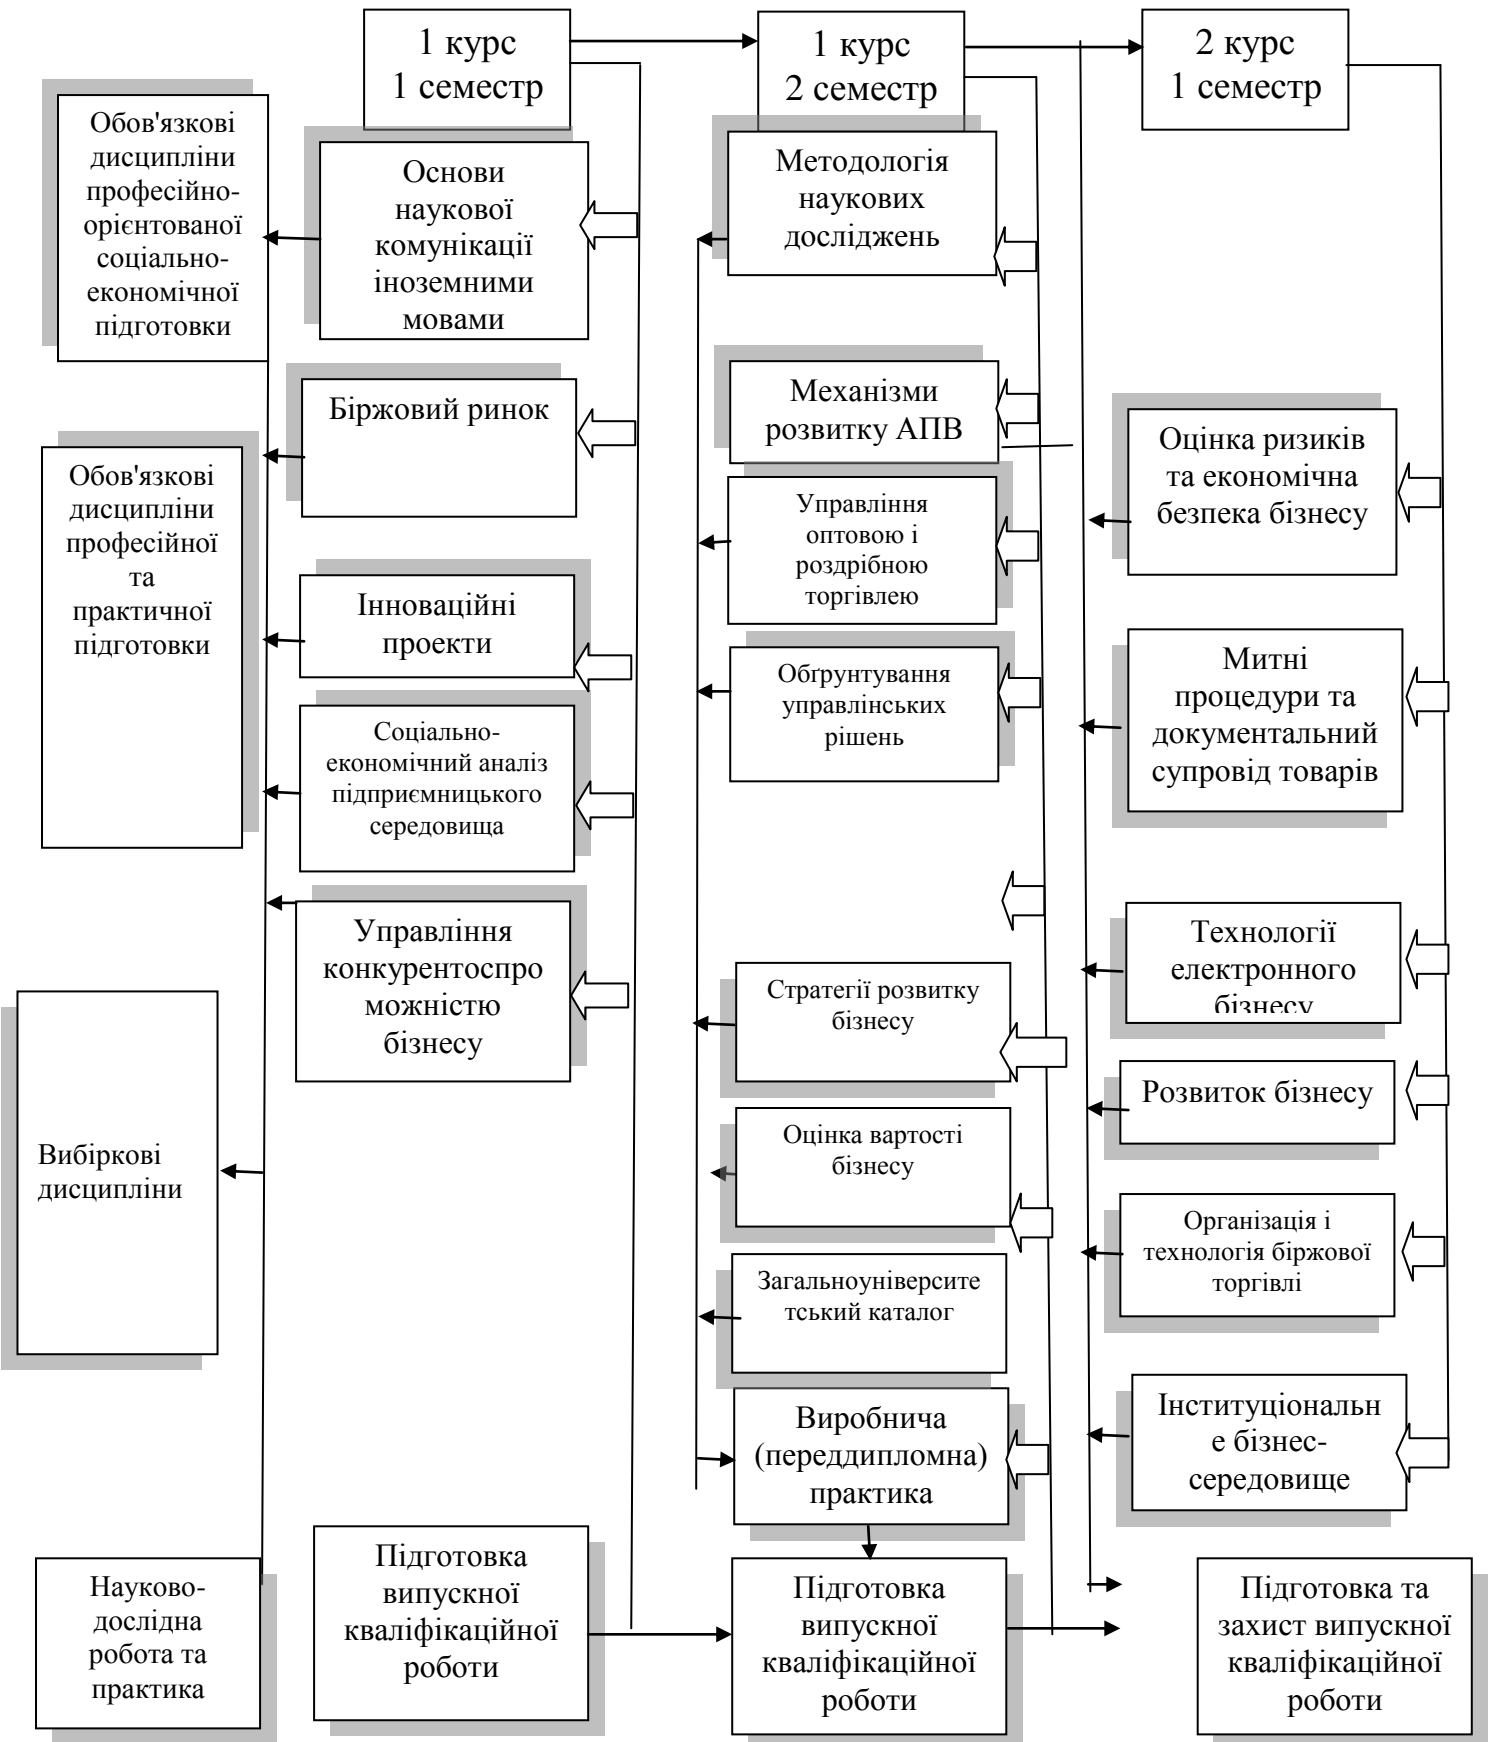 1 курс
1 семестр
1 курс
2 семестр
2 курс
1 семестр
Обов'язкові
дисципліни
професійно-
орієнтованої
соціально-
економічної
підготовки
Основи
наукової
комунікації
іноземними
мовами
Методологія
наукових
досліджень
Біржовий ринок
Механізми
розвитку АПВ
Оцінка ризиків
та економічна
безпека бізнесу
Обов'язкові
дисципліни
професійної
та
практичної
підготовки
Управління
оптовою і
роздрібною
торгівлею
Інноваційні
проекти
Обґрунтування
управлінських
рішень
Митні
процедури та
документальний
супровід товарів
Соціально-
економічний аналіз
підприємницького
середовища
Управління
конкурентоспро
можністю
бізнесу
Стратегії розвитку
бізнесу
Технології
електронного
бізнесу
Розвиток бізнесу
Вибіркові
дисципліни
Оцінка вартості
бізнесу
Організація і
технологія біржової
торгівлі
Загальноуніверсите
тський каталог
Виробнича
(переддипломна)
практика
Інституціональн
е бізнес-
середовище
Науково-
дослідна
робота та
практика
Підготовка
випускної
кваліфікаційної
роботи
Підготовка
випускної
кваліфікаційної
роботи
Підготовка та
захист випускної
кваліфікаційної
роботи